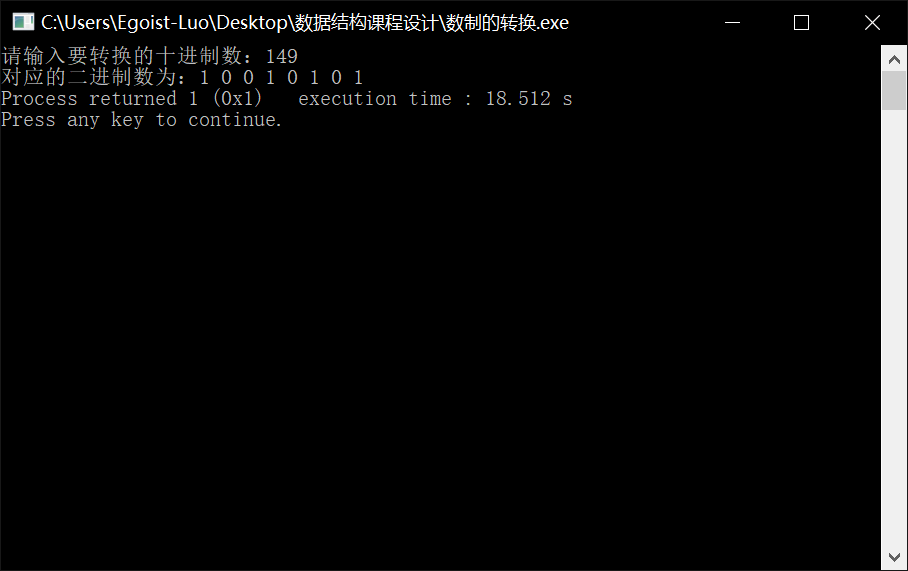 C:\Users\Egoist-Luo\Desktop\数据结构课程设计\数制的转换.exe
请输入要转换的十进制数：149
对应的二进制数为：1 0 0 1 0 1 0 1
Process returned 1 (0x1)   execution time : 18.512 s
Press any key to continue.